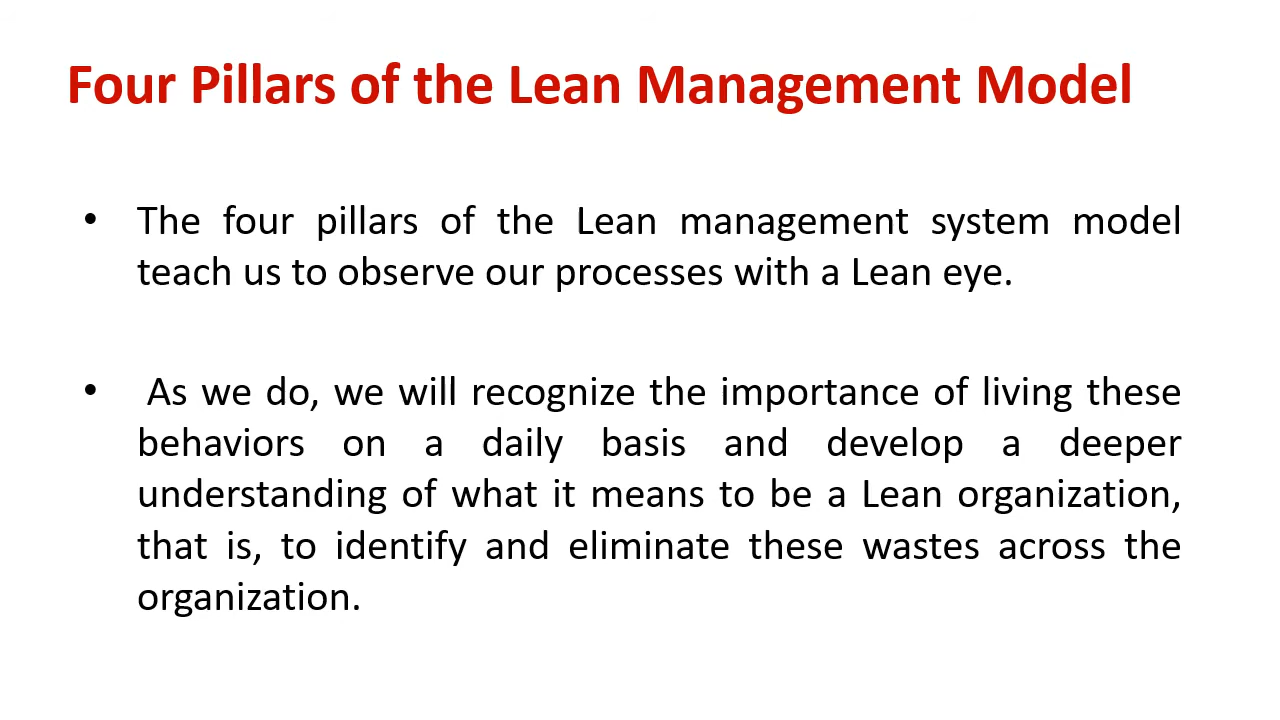 Four Pillars of the Lean Management Model
• The four pillars of the Lean management system model
teach us to observe our processes with a Lean eye.
• As we do, we will recognize the importance of living these
behaviors on a daily basis and develop a deeper
understanding of what it means to be a Lean organization,
that is, to identify and eliminate these wastes across the
organization.